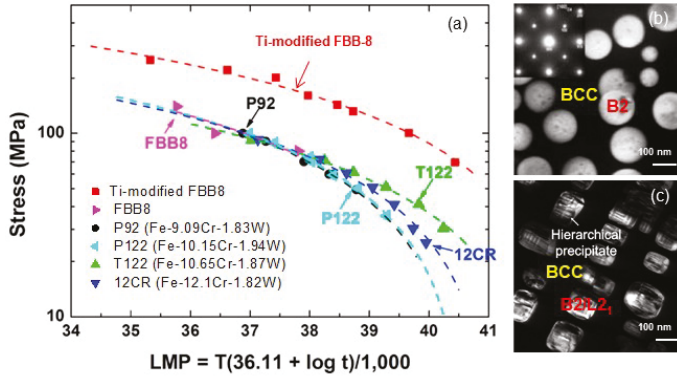 (a)
Ti-modified FBB-8
P92
FBB8
T122
P122
12CR
Stress (MPa)
100
10
Ti-modified FBB8
FBB8
P92 (Fe-9.09Cr-1.83W)
P122 (Fe-10.15Cr-1.94W)
T122 (Fe-10.65Cr-1.87W)
12CR (Fe-12.1Cr-1.82W)
34 35 36 37 38 39 40 41
LMP = T(36.11 + log t)/1,000
(b)
BCC
B2
100 nm
(c)
Hierarchical
precipitate
BCC
B2/L2₁
100 nm